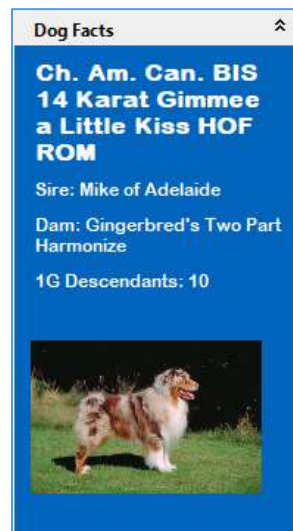 Dog Facts
Ch. Am. Can. BIS
14 Karat Gimmee
a Little Kiss HOF
ROM
Sire: Mike of Adelaide
Dam: Gingerbred's Two Part
Harmonize
1G Descendants: 10